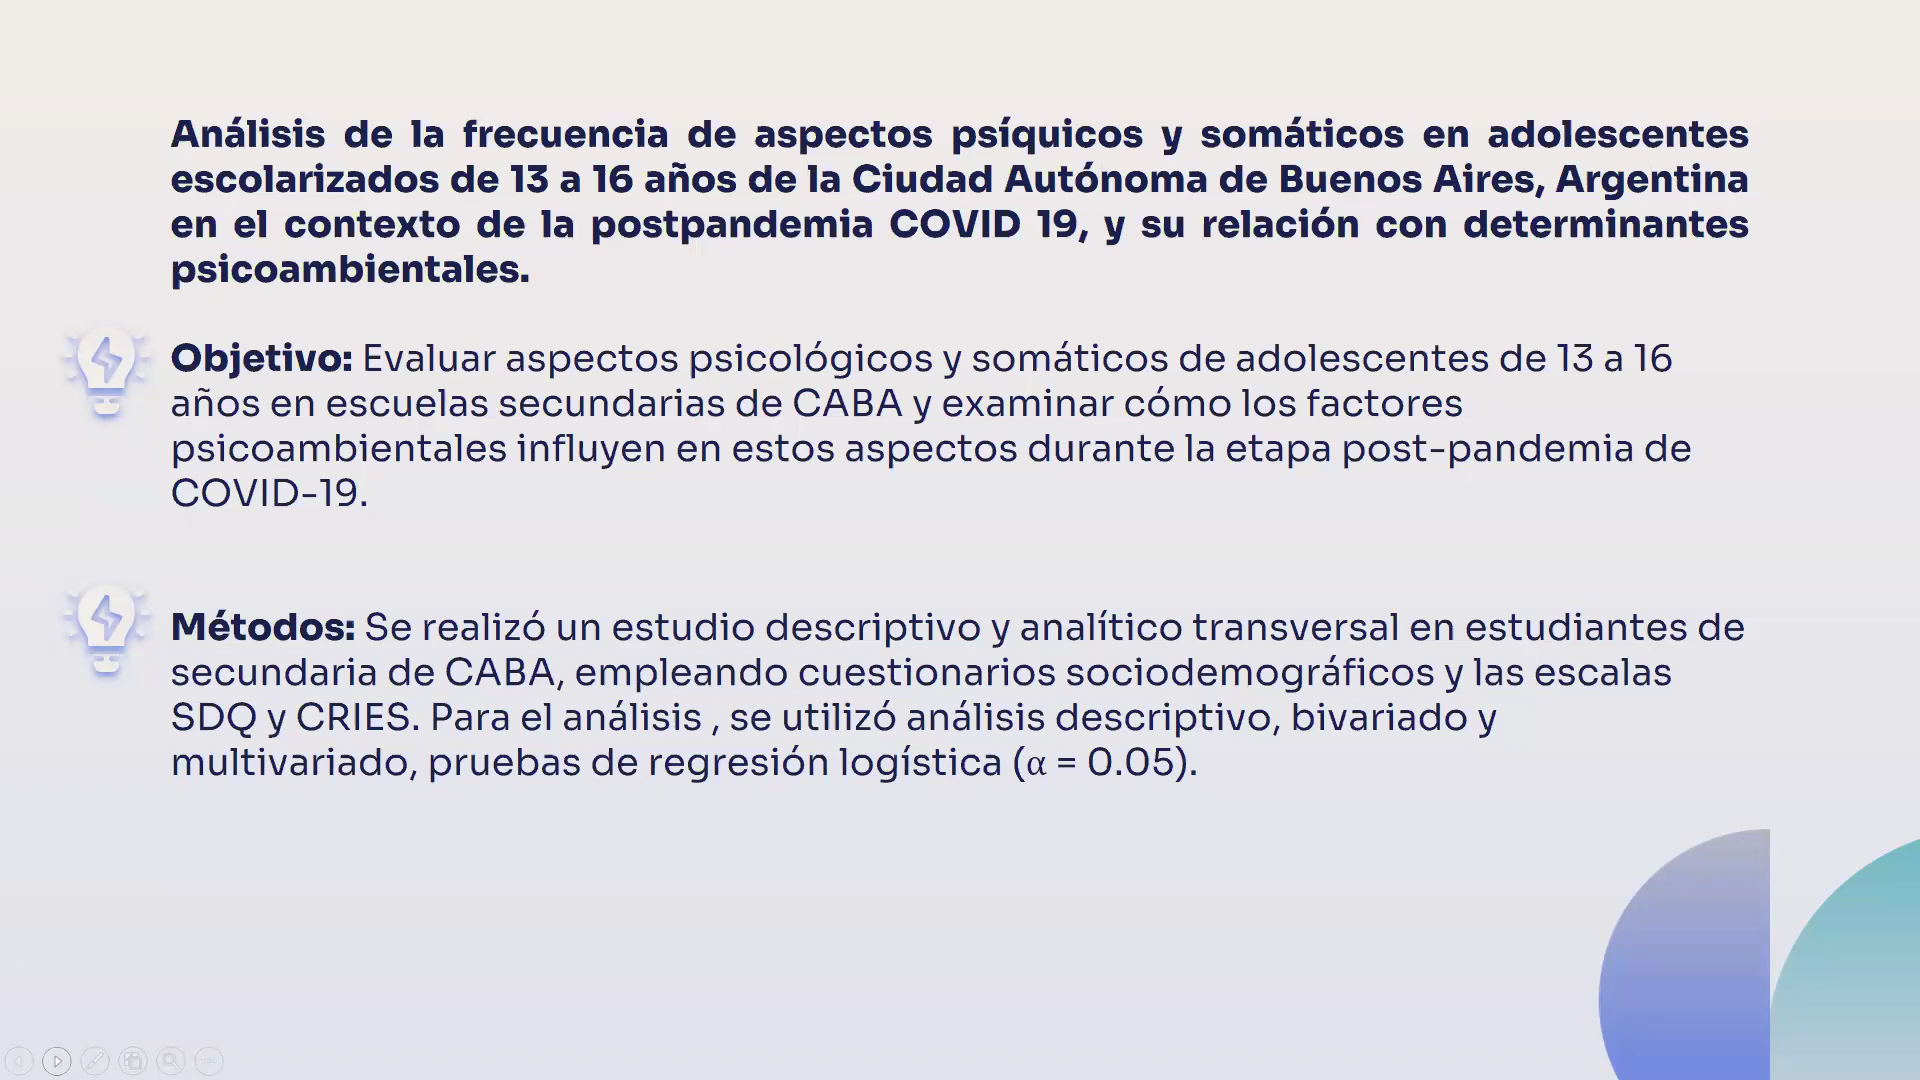 Análisis de la frecuencia de aspectos psíquicos y somáticos en adolescentes
escolarizados de 13 a 16 años de la Ciudad Autónoma de Buenos Aires, Argentina
en el contexto de la postpandemia COVID 19, y su relación con determinantes
psicoambientales.
Objetivo: Evaluar aspectos psicológicos y somáticos de adolescentes de 13 a 16
años en escuelas secundarias de CABA y examinar cómo los factores
psicoambientales influyen en estos aspectos durante la etapa post-pandemia de
COVID-19.
Métodos: Se realizó un estudio descriptivo y analítico transversal en estudiantes de
secundaria de CABA, empleando cuestionarios sociodemográficos y las escalas
SDQ y CRIES. Para el análisis , se utilizó análisis descriptivo, bivariado y
multivariado, pruebas de regresión logística (α = 0.05).